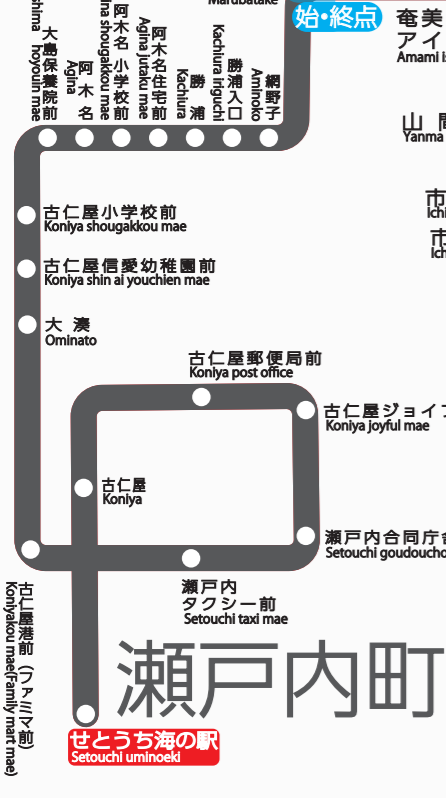 Marubatake
始・終点
奄美
アイ
Amami i
大島保養院前
hoyouin mae
阿木名
Agina
阿木名 小学校前
shougakkou mae
阿木名住宅前
Agina jutaku mae
勝浦
Kachiura
勝浦入口
Kachiura iriguchi
網野子
Aminoko
山
Yanma
市
Ichi
市
Ich
古仁屋小学校前
Koniya shougakkou mae
古仁屋信愛幼稚園前
Koniya shin ai youchien mae
大湊
Ominato
古仁屋郵便局前
Koniya post office
古仁屋ジョイフ
Koniya joyful mae
古仁屋
Koniya
瀬戸内合同庁舎
Setouchi goudoucho
瀬戸内
タクシー前
Setouchi taxi mae
古仁屋港前(ファミマ前)
Koniyakou mae(Family mart mae)
瀬戸内町
せとうち海の駅
Setouchi uminoeki